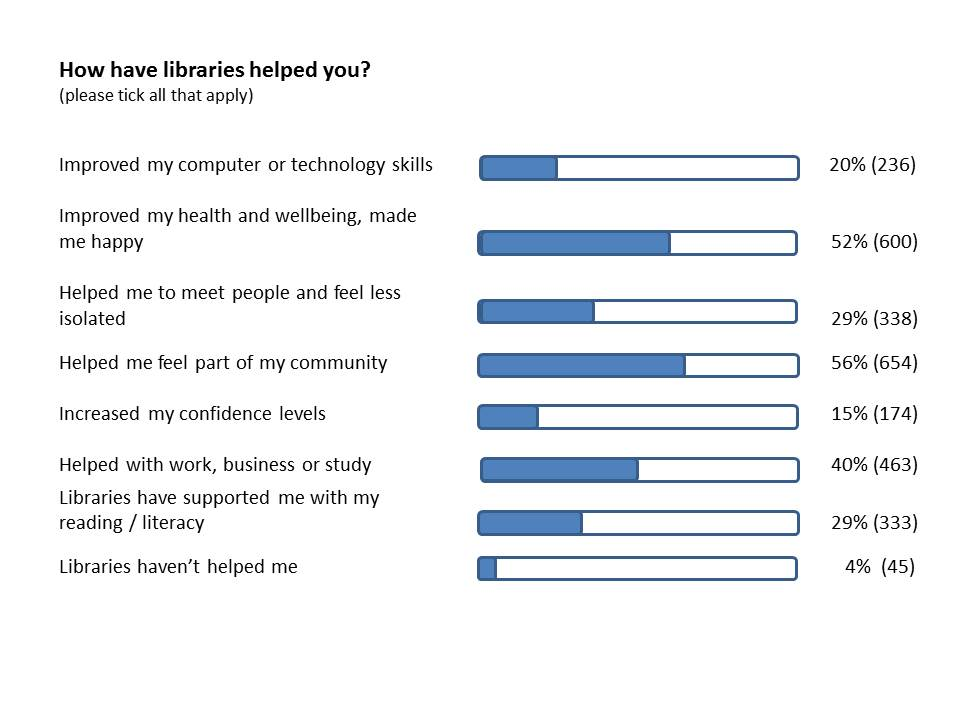 How have libraries helped you?
(please tick all that apply)
Improved my computer or technology skills 20% (236)
Improved my health and wellbeing, made
me happy 52% (600)
Helped me to meet people and feel less
isolated 29% (338)
Helped me feel part of my community 56% (654)
Increased my confidence levels 15% (174)
Helped with work, business or study 40% (463)
Libraries have supported me with my
reading / literacy 29% (333)
Libraries haven’t helped me 4% (45)